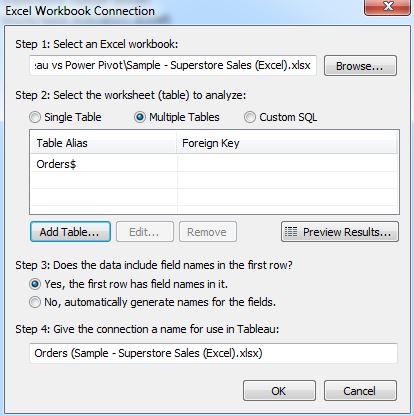 Excel Workbook Connection
Step 1: Select an Excel workbook:
:au vs Power Pivot\Sample - Superstore Sales (Excel).xlsx Browse...
Step 2: Select the worksheet (table) to analyze:
Single Table Multiple Tables Custom SQL
Table Alias Foreign Key
Orders$
Add Table... Edit... Remove Preview Results...
Step 3: Does the data include field names in the first row?
Yes, the first row has field names in it.
No, automatically generate names for the fields.
Step 4: Give the connection a name for use in Tableau:
Orders (Sample - Superstore Sales (Excel).xlsx)
OK Cancel